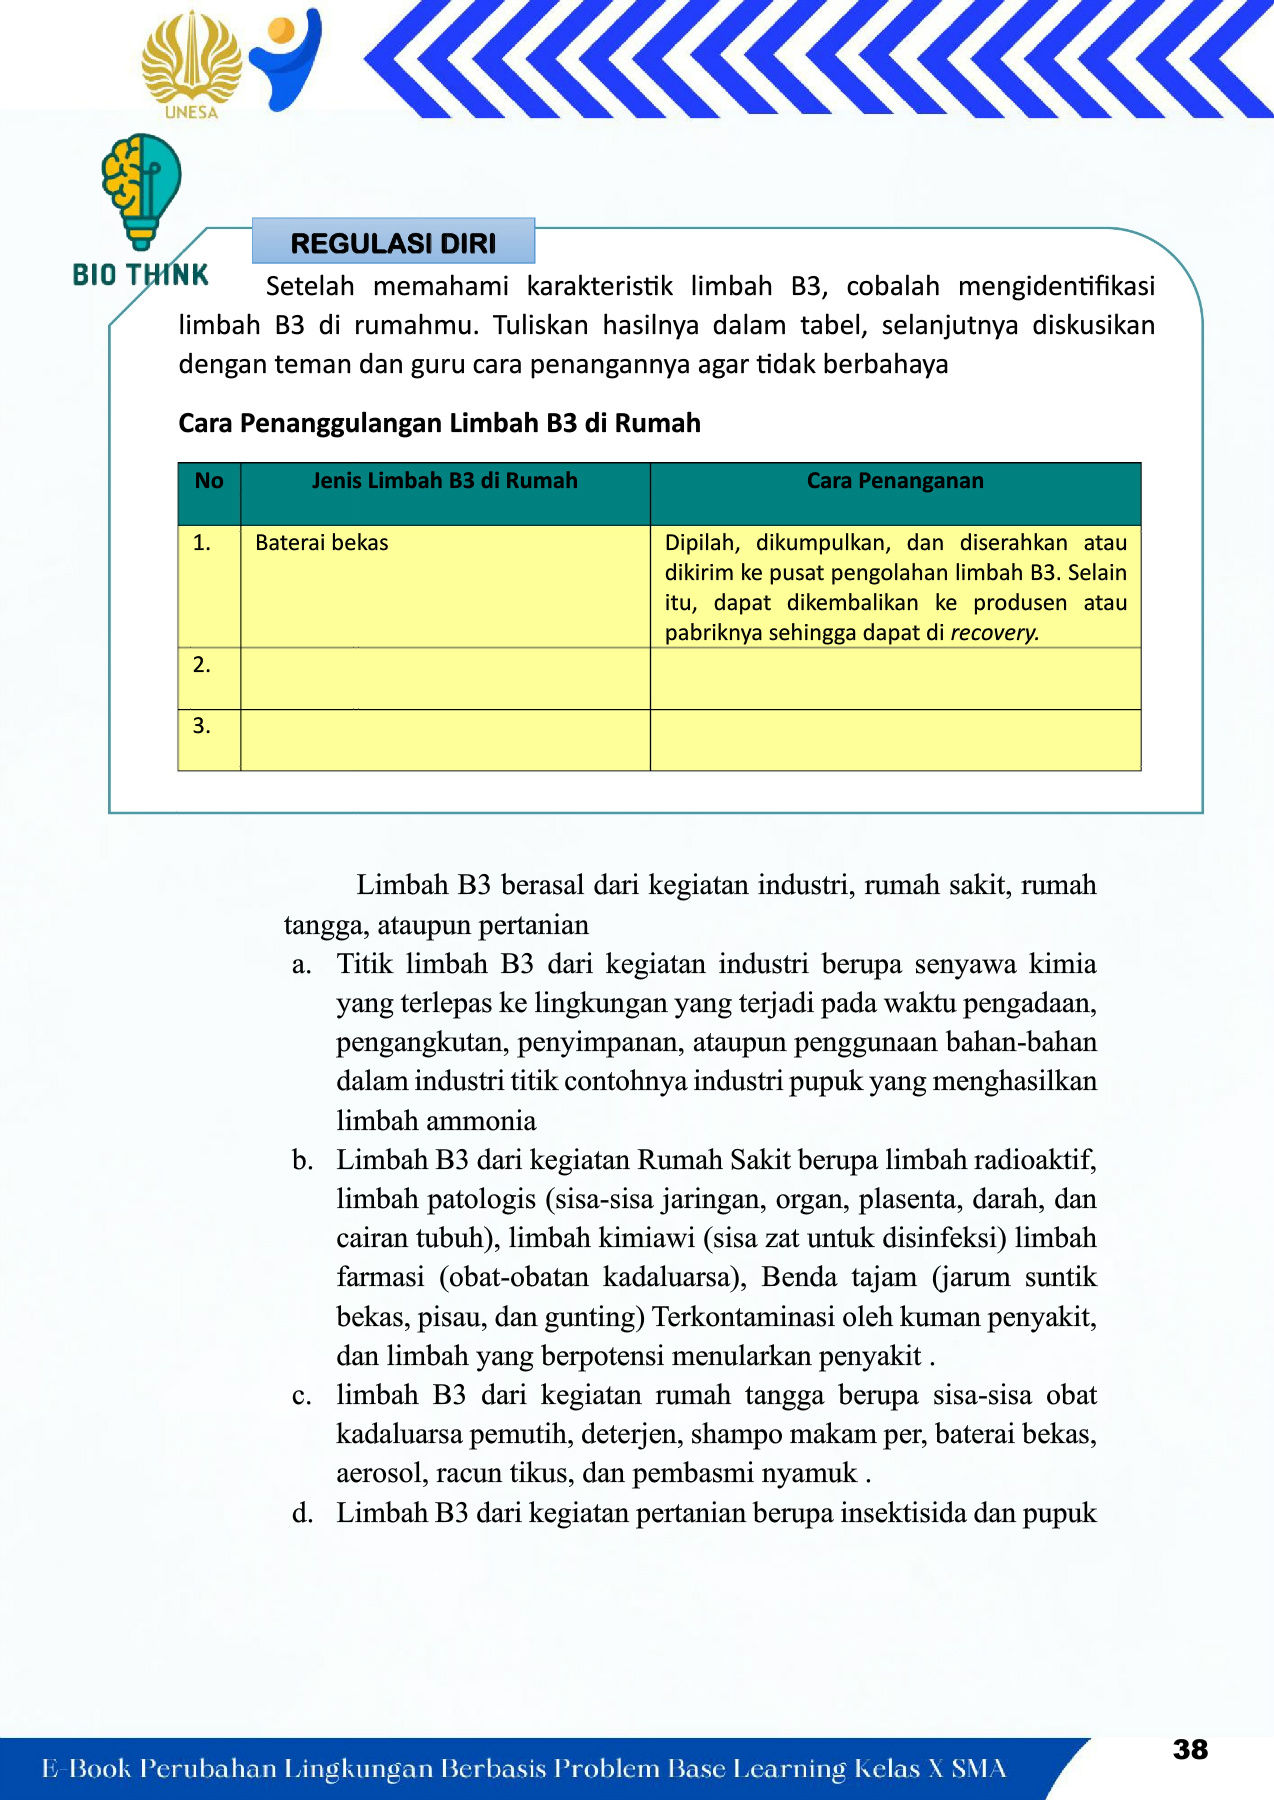 UNESA
BIO THINK
REGULASI DIRI
Setelah memahami karakteristik limbah B3, cobalah mengidentifikasi
limbah B3 di rumahmu. Tuliskan hasilnya dalam tabel, selanjutnya diskusikan
dengan teman dan guru cara penangannya agar tidak berbahaya
Cara Penanggulangan Limbah B3 di Rumah
No Jenis Limbah B3 di Rumah Cara Penanganan
1. Baterai bekas Dipilah, dikumpulkan, dan diserahkan atau
dikirim ke pusat pengolahan limbah B3. Selain
itu, dapat dikembalikan ke produsen atau
pabriknya sehingga dapat di recovery.
2.
3.
Limbah B3 berasal dari kegiatan industri, rumah sakit, rumah
tangga, ataupun pertanian
a. Titik limbah B3 dari kegiatan industri berupa senyawa kimia
yang terlepas ke lingkungan yang terjadi pada waktu pengadaan,
pengangkutan, penyimpanan, ataupun penggunaan bahan-bahan
dalam industri titik contohnya industri pupuk yang menghasilkan
limbah ammonia
b. Limbah B3 dari kegiatan Rumah Sakit berupa limbah radioaktif,
limbah patologis (sisa-sisa jaringan, organ, plasenta, darah, dan
cairan tubuh), limbah kimiawi (sisa zat untuk disinfeksi) limbah
farmasi (obat-obatan kadaluarsa), Benda tajam (jarum suntik
bekas, pisau, dan gunting) Terkontaminasi oleh kuman penyakit,
dan limbah yang berpotensi menularkan penyakit .
c. limbah B3 dari kegiatan rumah tangga berupa sisa-sisa obat
kadaluarsa pemutih, deterjen, shampo makam per, baterai bekas,
aerosol, racun tikus, dan pembasmi nyamuk .
d. Limbah B3 dari kegiatan pertanian berupa insektisida dan pupuk
38
E-Book Perubahan Lingkungan Berbasis Problem Base Learning Kelas X SMA